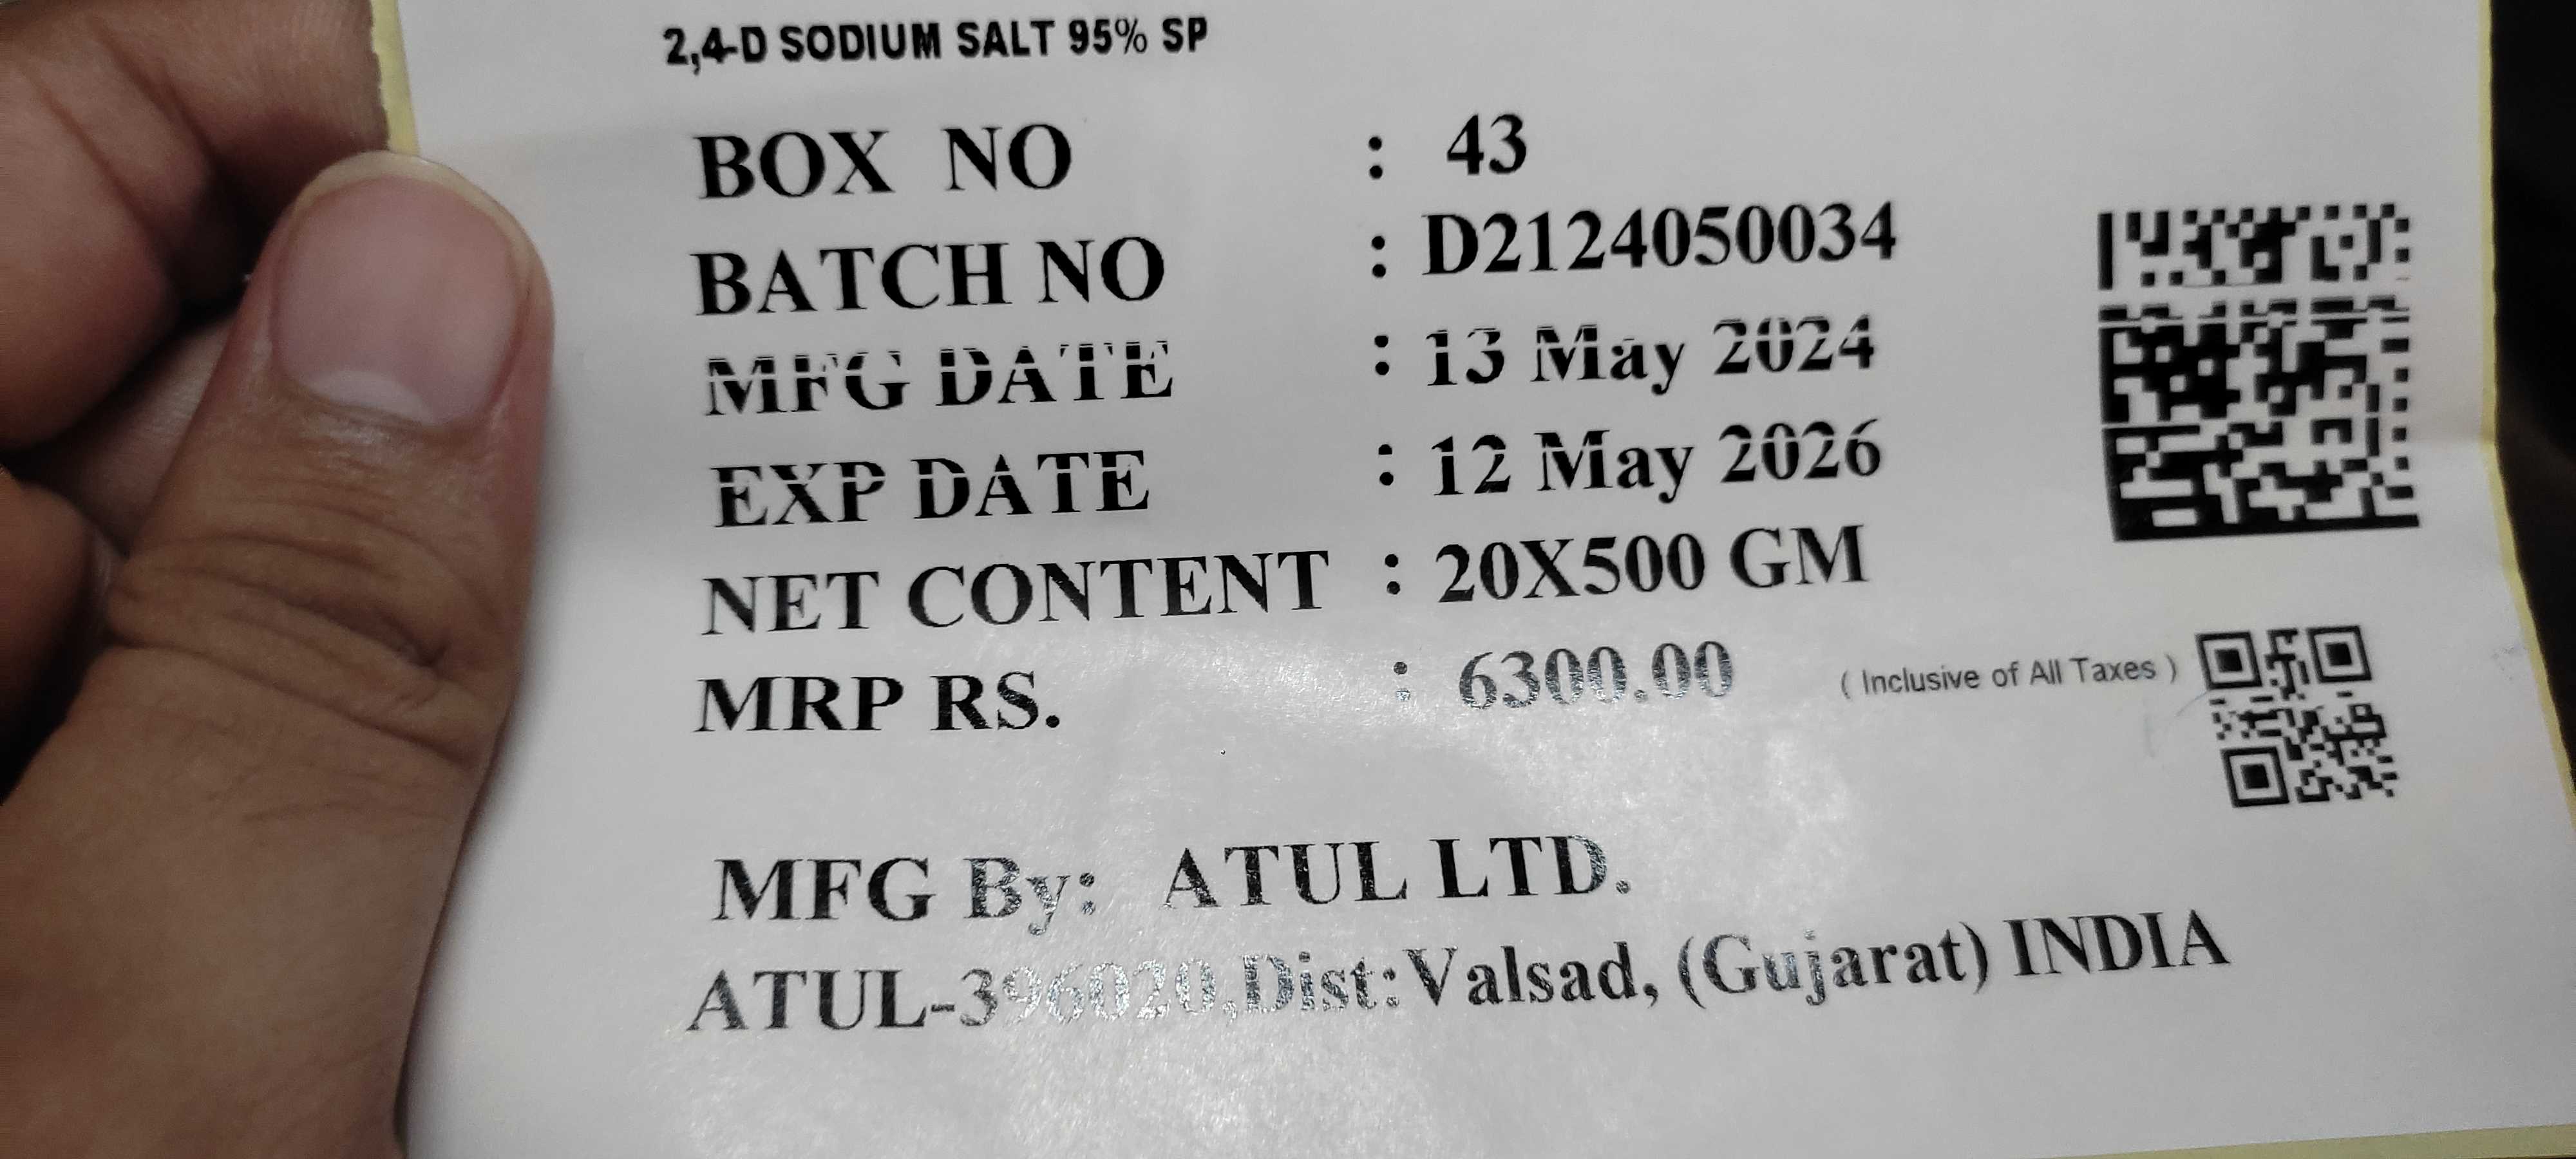 2,4-D SODIUM SALT 95% SP
BOX NO : 43
BATCH NO : D2124050034
MFG DATE : 13 May 2024
EXP DATE : 12 May 2026
NET CONTENT : 20X500 GM
MRP RS. : 6300.00 ( Inclusive of All Taxes )
MFG By: ATUL LTD.
ATUL-396020,Dist:Valsad, (Gujarat) INDIA